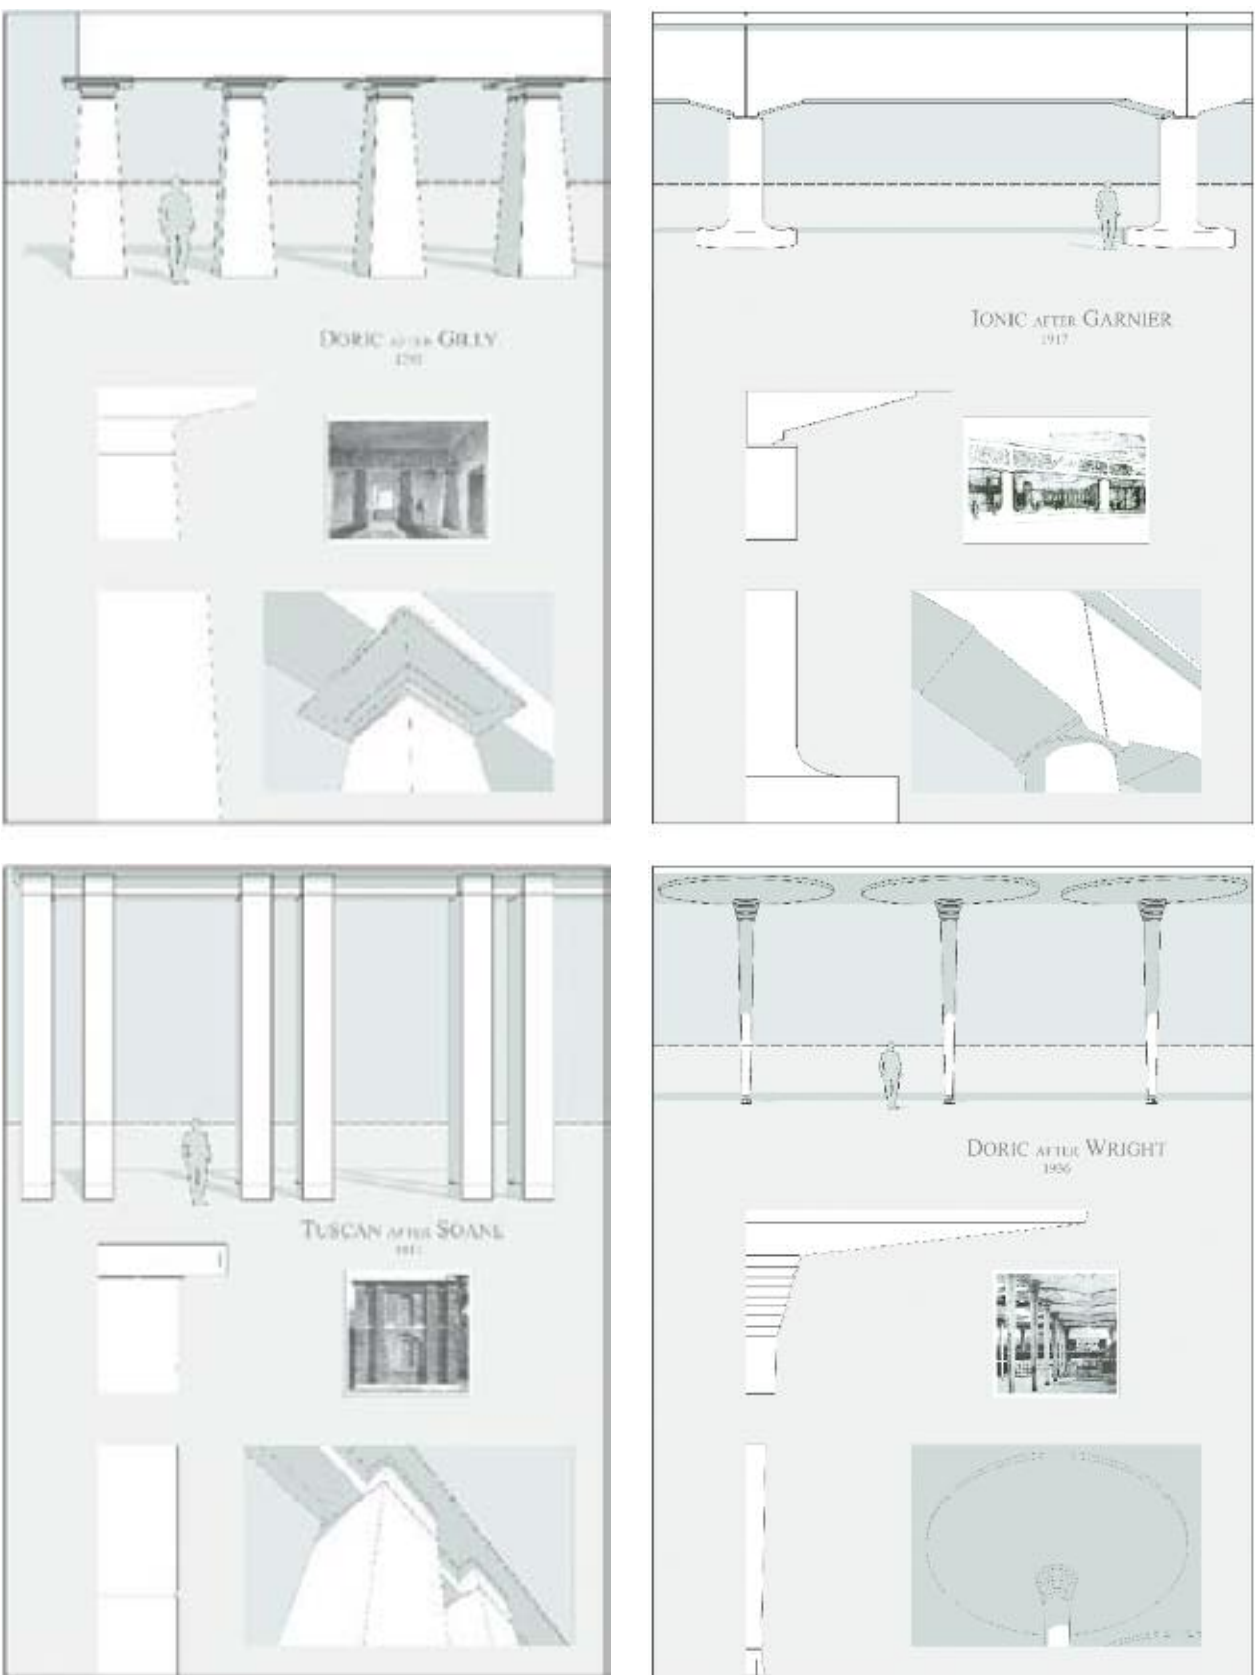 DORIC AFTER GILLY
IONIC AFTER GARNIER
1917
TUSCAN AFTER SOANE
DORIC AFTER WRIGHT
1936